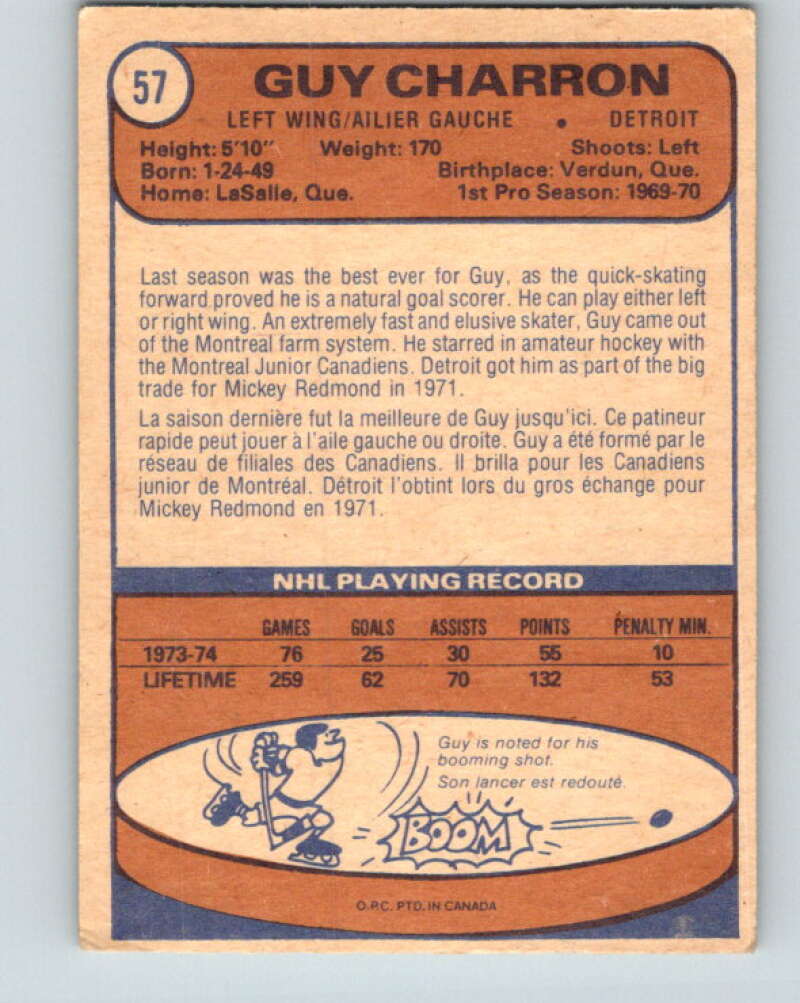 57
GUY CHARRON
LEFT WING/AILIER GAUCHE • DETROIT
Height: 5'10" Weight: 170 Shoots: Left
Born: 1-24-49 Birthplace: Verdun, Que.
Home: LaSalle, Que. 1st Pro Season: 1969-70
Last season was the best ever for Guy, as the quick-skating
forward proved he is a natural goal scorer. He can play either left
or right wing. An extremely fast and elusive skater, Guy came out
of the Montreal farm system. He starred in amateur hockey with
the Montreal Junior Canadiens. Detroit got him as part of the big
trade for Mickey Redmond in 1971.
La saison dernière fut la meilleure de Guy jusqu'ici. Ce patineur
rapide peut jouer à l'aile gauche ou droite. Guy a été formé par le
réseau de filiales des Canadiens. Il brilla pour les Canadiens
junior de Montréal. Détroit l'obtint lors du gros échange pour
Mickey Redmond en 1971.
NHL PLAYING RECORD
GAMES GOALS ASSISTS POINTS PENALTY MIN.
1973-74 76 25 30 55 10
LIFETIME 259 62 70 132 53
Guy is noted for his
booming shot.
Son lancer est redouté.
BOOM
O.P.C. PTD. IN CANADA